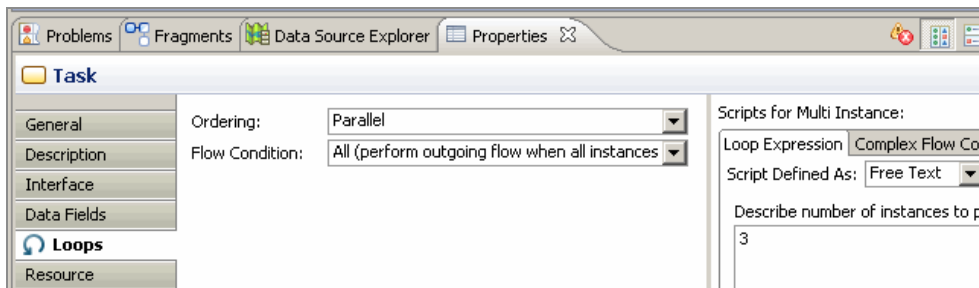 Problems Fragments Data Source Explorer Properties
Task
General
Description
Interface
Data Fields
Loops
Resource
Ordering: Parallel
Flow Condition: All (perform outgoing flow when all instances
Scripts for Multi Instance:
Loop Expression Complex Flow Co
Script Defined As: Free Text
Describe number of instances to p
3